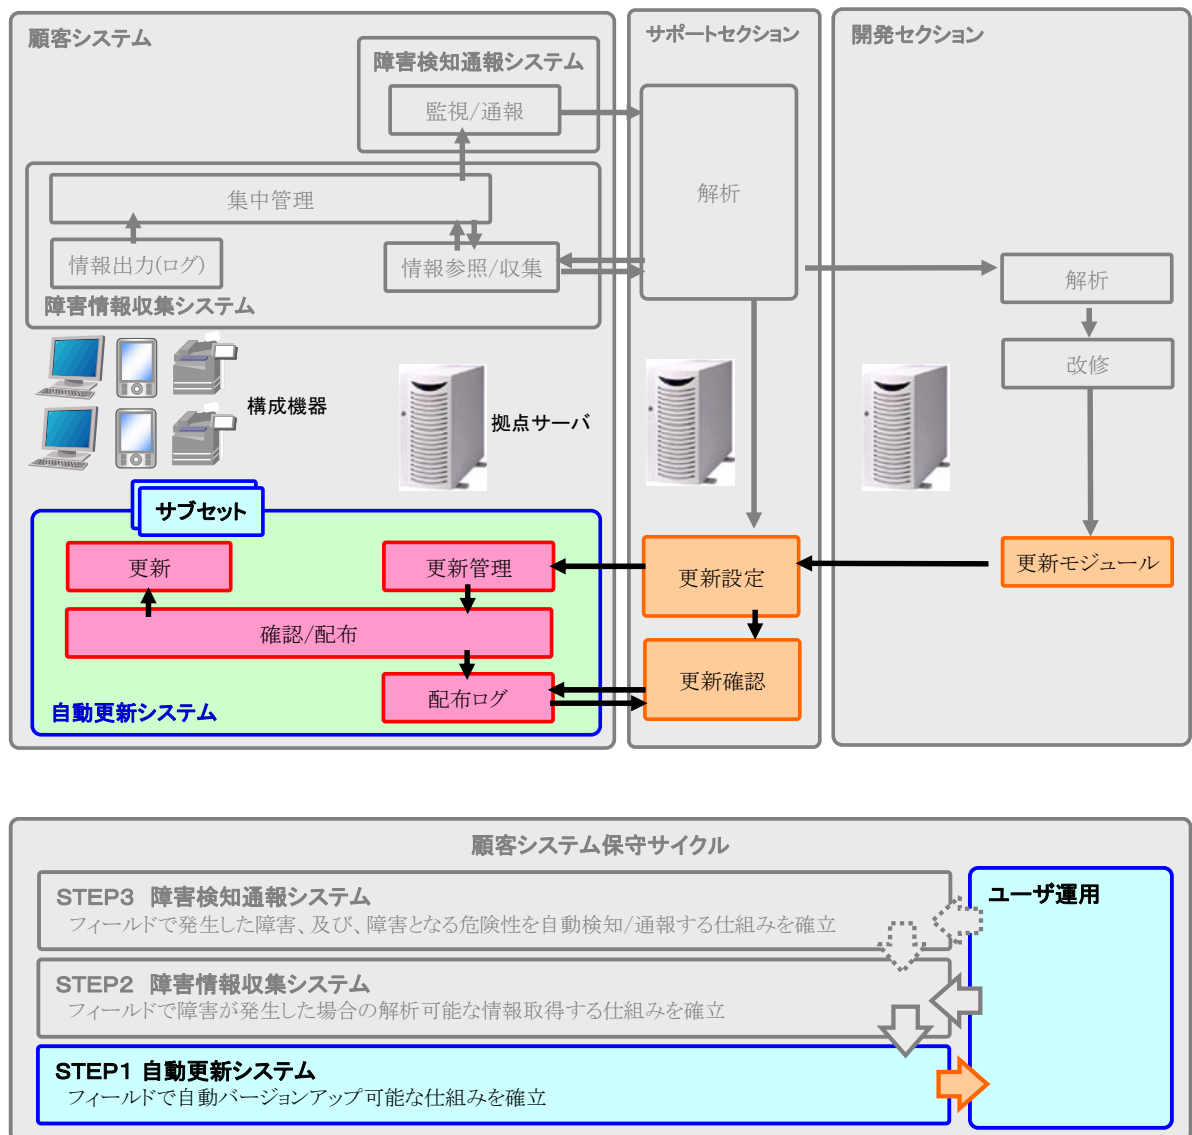 顧客システム
障害検知通報システム
監視/通報
集中管理
情報出力(ログ)
情報参照/収集
障害情報収集システム
構成機器
拠点サーバ
サブセット
更新
更新管理
確認/配布
配布ログ
自動更新システム
サポートセクション
解析
更新設定
更新確認
開発セクション
解析
改修
更新モジュール
顧客システム保守サイクル
STEP3 障害検知通報システム
フィールドで発生した障害、及び、障害となる危険性を自動検知/通報する仕組みを確立
STEP2 障害情報収集システム
フィールドで障害が発生した場合の解析可能な情報取得する仕組みを確立
STEP1 自動更新システム
フィールドで自動バージョンアップ可能な仕組みを確立
ユーザ運用